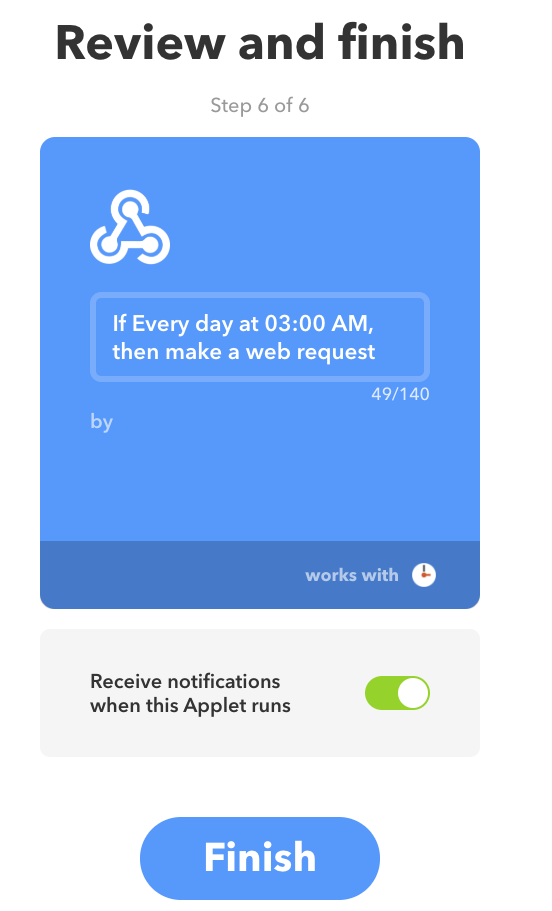 Review and finish
Step 6 of 6
If Every day at 03:00 AM,
then make a web request
49/140
by
works with
Receive notifications
when this Applet runs
Finish